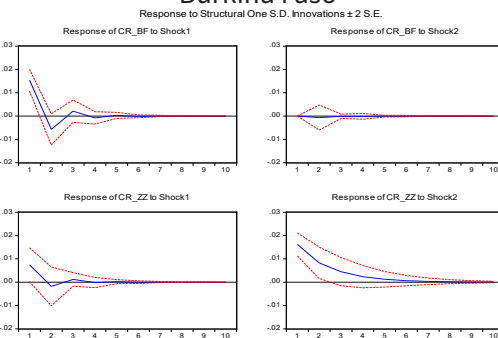 Burkina Faso
Response to Structural One S.D. Innovations ± 2 S.E.
Response of CR_BF to Shock1
.03
.02
.01
.00
-.01
-.02
1 2 3 4 5 6 7 8 9 10
Response of CR_BF to Shock2
.03
.02
.01
.00
-.01
-.02
1 2 3 4 5 6 7 8 9 10
Response of CR_ZZ to Shock1
.03
.02
.01
.00
-.01
-.02
1 2 3 4 5 6 7 8 9 10
Response of CR_ZZ to Shock2
.03
.02
.01
.00
-.01
-.02
1 2 3 4 5 6 7 8 9 10